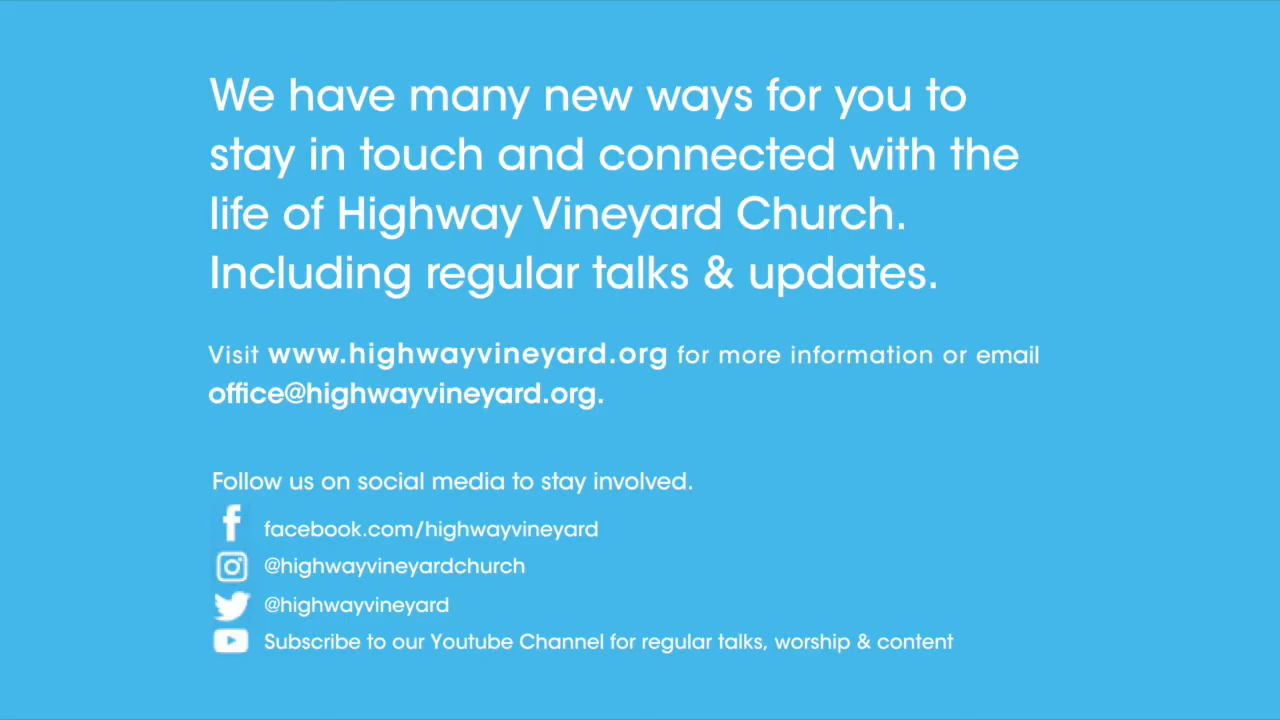 We have many new ways for you to
stay in touch and connected with the
life of Highway Vineyard Church.
Including regular talks & updates.
Visit www.highwayvineyard.org for more information or email
office@highwayvineyard.org.
Follow us on social media to stay involved.
facebook.com/highwayvineyard
@highwayvineyardchurch
@highwayvineyard
Subscribe to our Youtube Channel for regular talks, worship & content